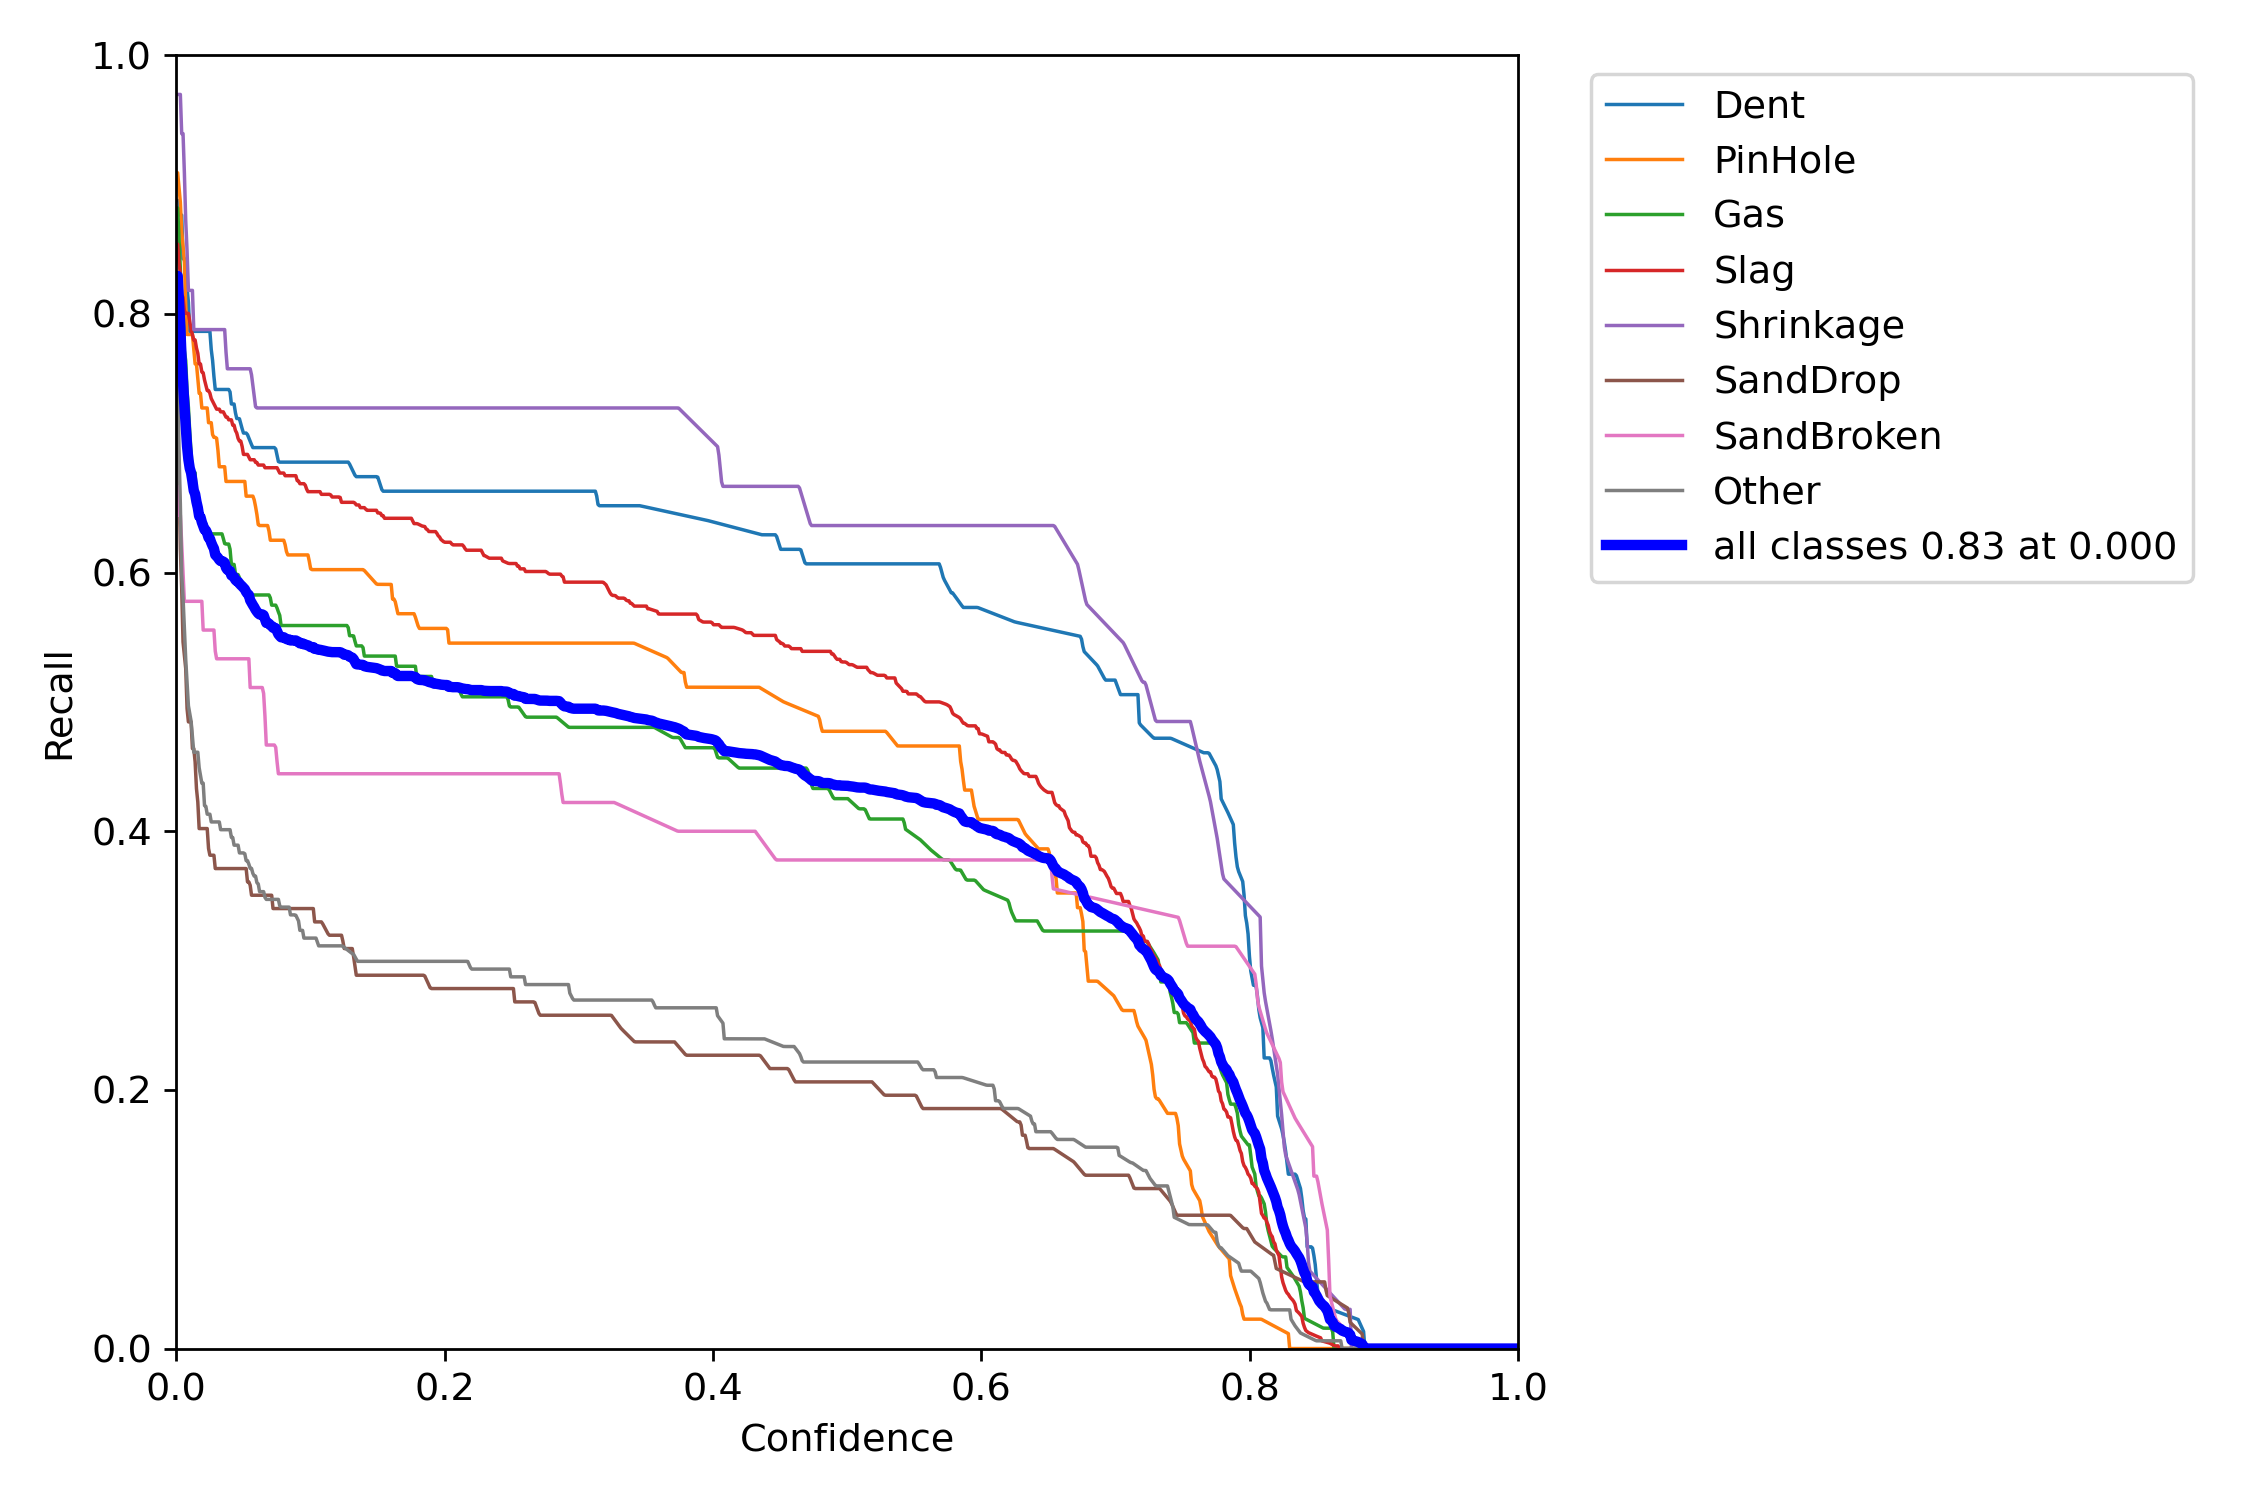 1.0
0.8
0.6
0.4
0.2
0.0
Recall
0.0 0.2 0.4 0.6 0.8 1.0
Confidence
Dent
PinHole
Gas
Slag
Shrinkage
SandDrop
SandBroken
Other
all classes 0.83 at 0.000